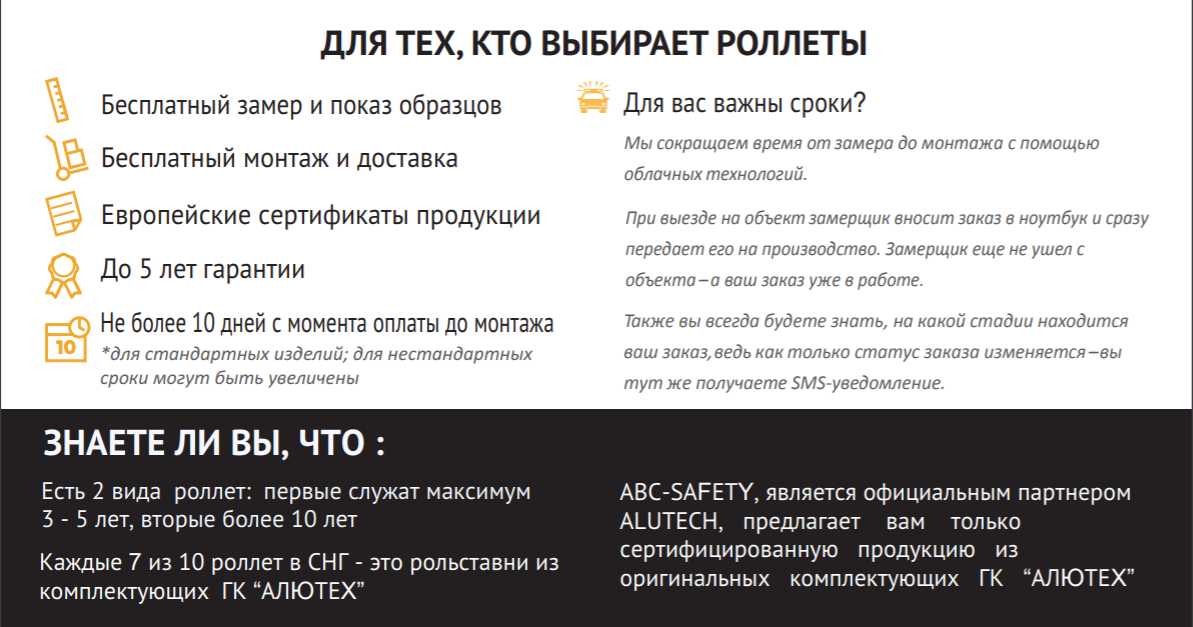 ДЛЯ ТЕХ, КТО ВЫБИРАЕТ РОЛЛЕТЫ
Бесплатный замер и показ образцов
Бесплатный монтаж и доставка
Европейские сертификаты продукции
До 5 лет гарантии
10
Не более 10 дней с момента оплаты до монтажа
*для стандартных изделий; для нестандартных
сроки могут быть увеличены
Для вас важны сроки?
Мы сокращаем время от замера до монтажа с помощью
облачных технологий.
При выезде на объект замерщик вносит заказ в ноутбук и сразу
передает его на производство. Замерщик еще не ушел с
объекта – а ваш заказ уже в работе.
Также вы всегда будете знать, на какой стадии находится
ваш заказ, ведь как только статус заказа изменяется – вы
тут же получаете SMS-уведомление.
ЗНАЕТЕ ЛИ ВЫ, ЧТО :
Есть 2 вида роллет: первые служат максимум
3 - 5 лет, вторые более 10 лет
Каждые 7 из 10 роллет в СНГ - это рольставни из
комплектующих ГК “АЛЮТЕХ”
ABC-SAFETY, является официальным партнером
ALUTECH, предлагает вам только
сертифицированную продукцию из
оригинальных комплектующих ГК “АЛЮТЕХ”